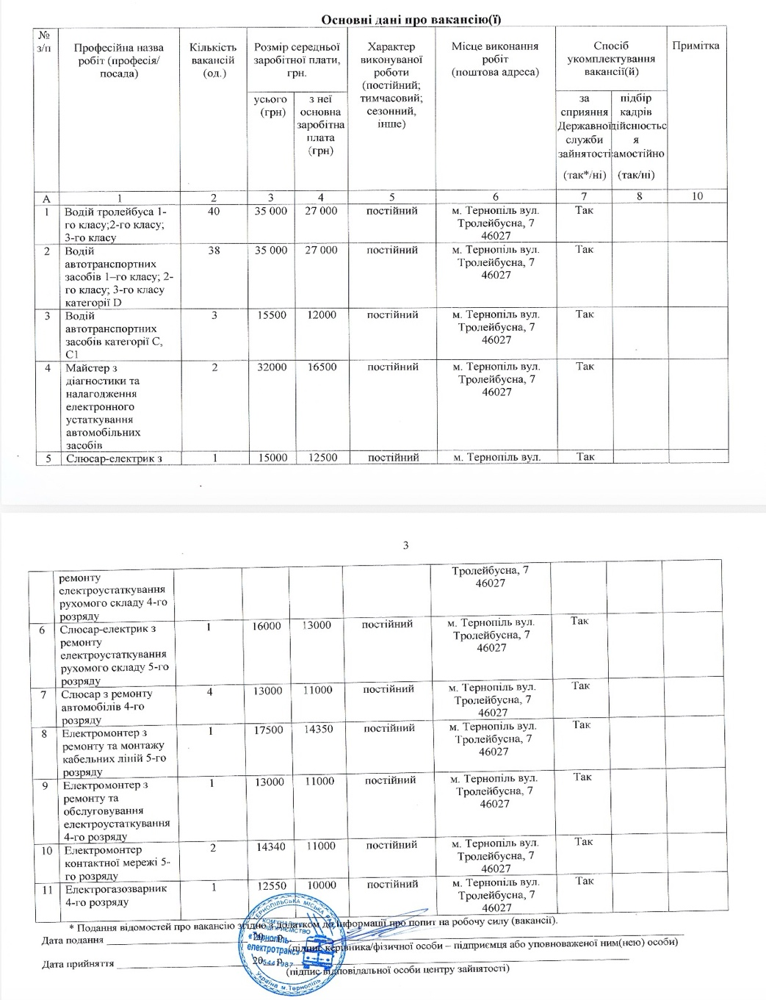 Основні дані про вакансію(ї)
№ з/п
Професійна назва робіт (професія/ посада)
Кількість вакансій (од.)
Розмір середньої заробітної плати, грн.
Характер виконуваної роботи (постійний; тимчасовий; сезонний, інше)
Місце виконання робіт (поштова адреса)
Спосіб укомплектування вакансії(й)
Примітка
усього (грн)
з неї основна заробітна плата (грн)
за сприяння Державної служби зайнятості (так*/ні)
підбір кадрів дійснюється амостійно (так/ні)
А 1 2 3 4 5 6 7 8 10
1 Водій тролейбуса 1- 40 35 000 27 000 постійний м. Тернопіль вул. Так
го класу;2-го класу; Тролейбусна, 7
3-го класу 46027
2 Водій 38 35 000 27 000 постійний м. Тернопіль вул. Так
автотранспортних Тролейбусна, 7
засобів 1–го класу; 2- 46027
го класу; 3-го класу
категорії D
3 Водій 3 15500 12000 постійний м. Тернопіль вул. Так
автотранспортних Тролейбусна, 7
засобів категорії С, 46027
С1
4 Майстер з 2 32000 16500 постійний м. Тернопіль вул. Так
діагностики та Тролейбусна, 7
налагодження 46027
електронного
устаткування
автомобільних
засобів
5 Слюсар-електрик з 1 15000 12500 постійний м. Тернопіль вул. Так
3
ремонту Тролейбусна, 7
електроустаткування 46027
рухомого складу 4-го
розряду
6 Слюсар-електрик з 1 16000 13000 постійний м. Тернопіль вул. Так
ремонту Тролейбусна, 7
електроустаткування 46027
рухомого складу 5-го
розряду
7 Слюсар з ремонту 4 13000 11000 постійний м. Тернопіль вул. Так
автомобілів 4-го Тролейбусна, 7
розряду 46027
8 Електромонтер з 1 17500 14350 постійний м. Тернопіль вул. Так
ремонту та монтажу Тролейбусна, 7
кабельних ліній 5-го 46027
розряду
9 Електромонтер з 1 13000 11000 постійний м. Тернопіль вул. Так
ремонту та Тролейбусна, 7
обслуговування 46027
електроустаткування
4-го розряду
10 Електромонтер 2 14340 11000 постійний м. Тернопіль вул. Так
контактної мережі 5- Тролейбусна, 7
го розряду 46027
11 Електрогазозварник 1 12550 10000 постійний м. Тернопіль вул. Так
4-го розряду Тролейбусна, 7
46027
* Подання відомостей про вакансію згідно з додатком до Інформації про попит на робочу силу (вакансії).
Дата подання 20 р.
(підпис керівника/фізичної особи – підприємця або уповноваженої ним(нею) особи)
Дата прийняття 20 р.
(підпис відповідальної особи центру зайнятості)
ТЕРНОПІЛЬСЬКА МІСЬКА РАДА
КОМУНАЛЬНЕ
ПІДПРИЄМСТВО
«Тернопіль-
електротранс»
Україна м.Тернопіль